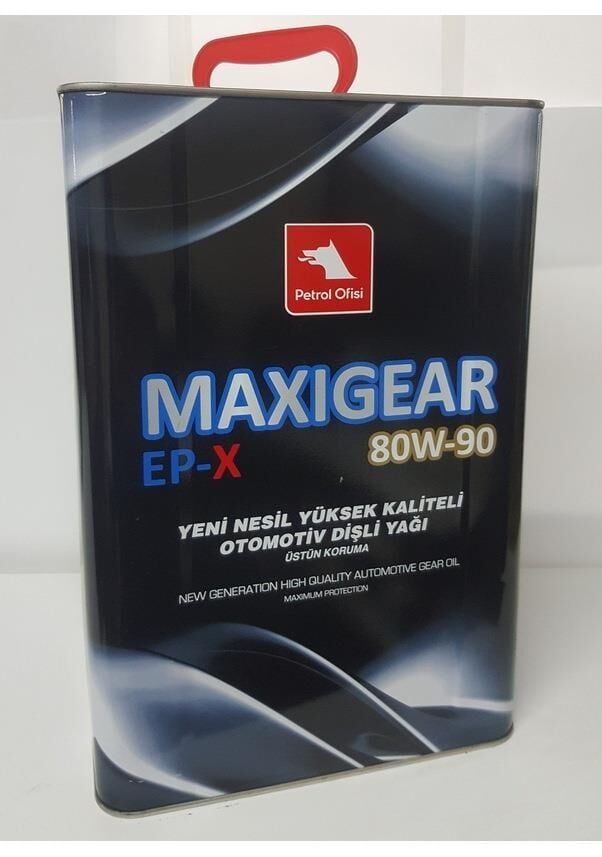 Petrol Ofisi
MAXIGEAR
EP-X 80W-90
YENİ NESİL YÜKSEK KALİTELİ
OTOMOTİV DİŞLİ YAĞI
ÜSTÜN KORUMA
NEW GENERATION HIGH QUALITY AUTOMOTIVE GEAR OIL
MAXIMUM PROTECTION